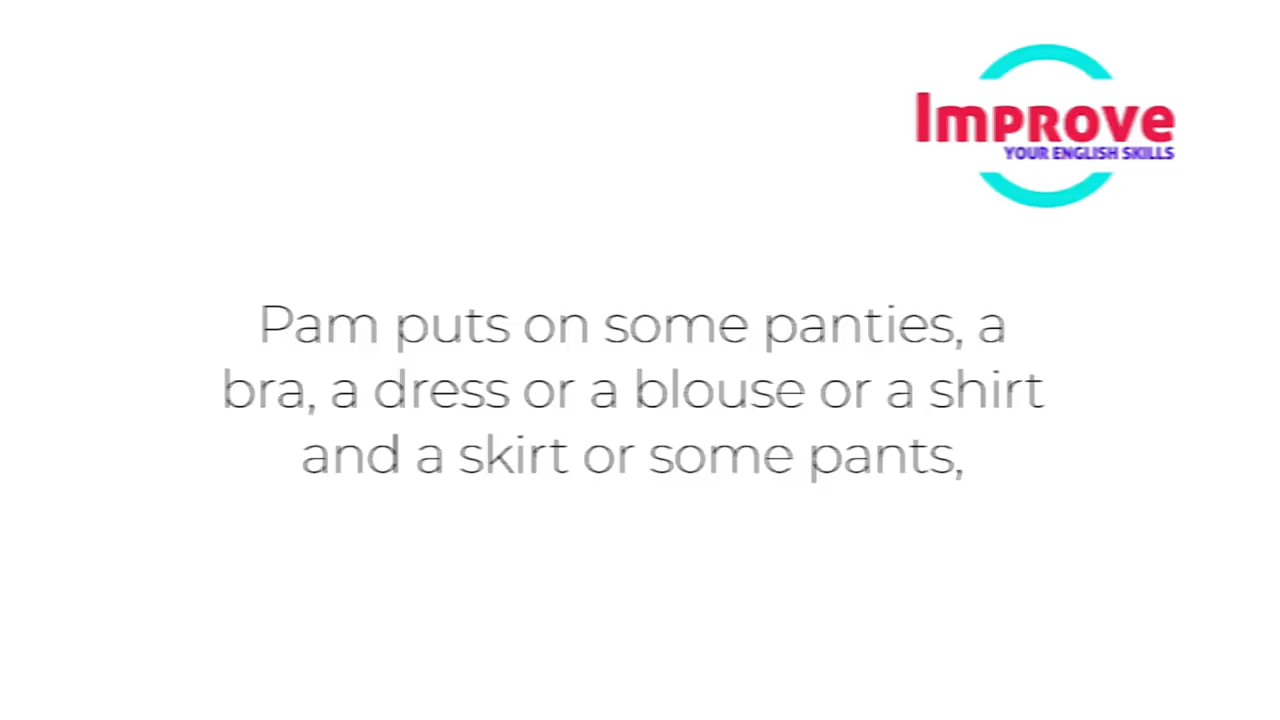 Improve
YOUR ENGLISH SKILLS
Pam puts on some panties, a
bra, a dress or a blouse or a shirt
and a skirt or some pants,